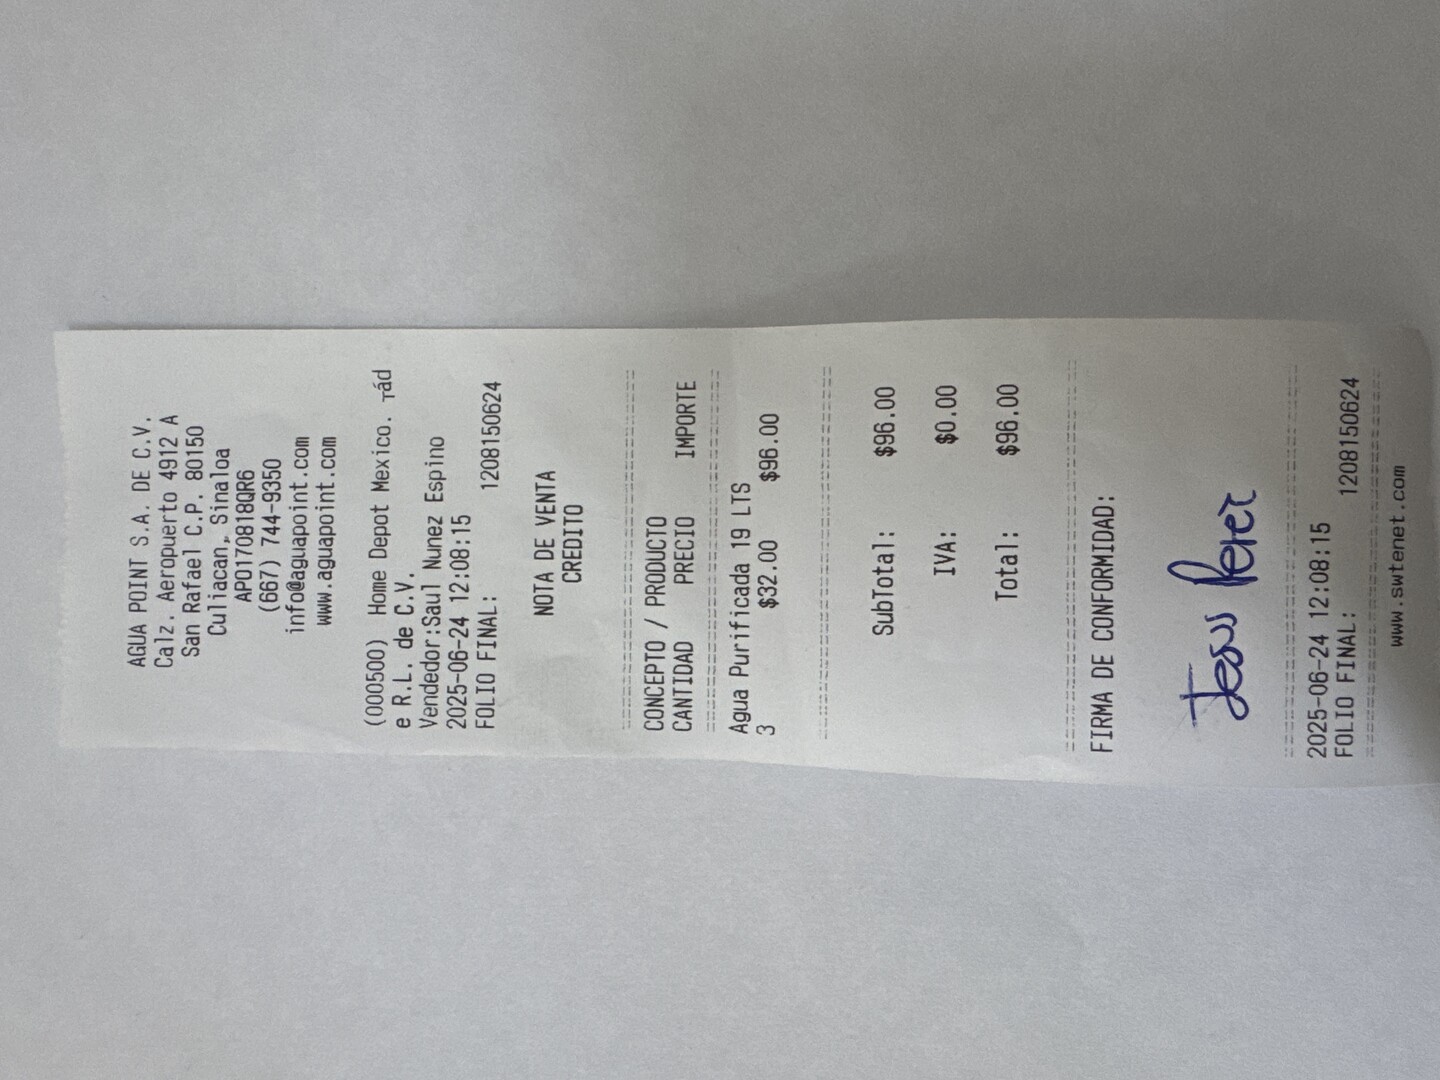 AGUA POINT S.A. DE C.V.
Calz. Aeropuerto 4912 A
San Rafael C.P. 80150
Culiacan, Sinaloa
APO170818QR6
(667) 744-9350
info@aguapoint.com
www.aguapoint.com
(000500) Home Depot Mexico.
e R.L. de C.V.
Vendedor:Saul Nunez Espino
2025-06-24 12:08:15
FOLIO FINAL: 1208150624
NOTA DE VENTA
CREDITO
CONCEPTO / PRODUCTO
CANTIDAD PRECIO IMPORTE
Agua Purificada 19 LTS
3 $32.00 $96.00
SubTotal: $96.00
IVA: $0.00
Total: $96.00
FIRMA DE CONFORMIDAD:
Jesus Perez
2025-06-24 12:08:15
FOLIO FINAL: 1208150624
www.swtenet.com